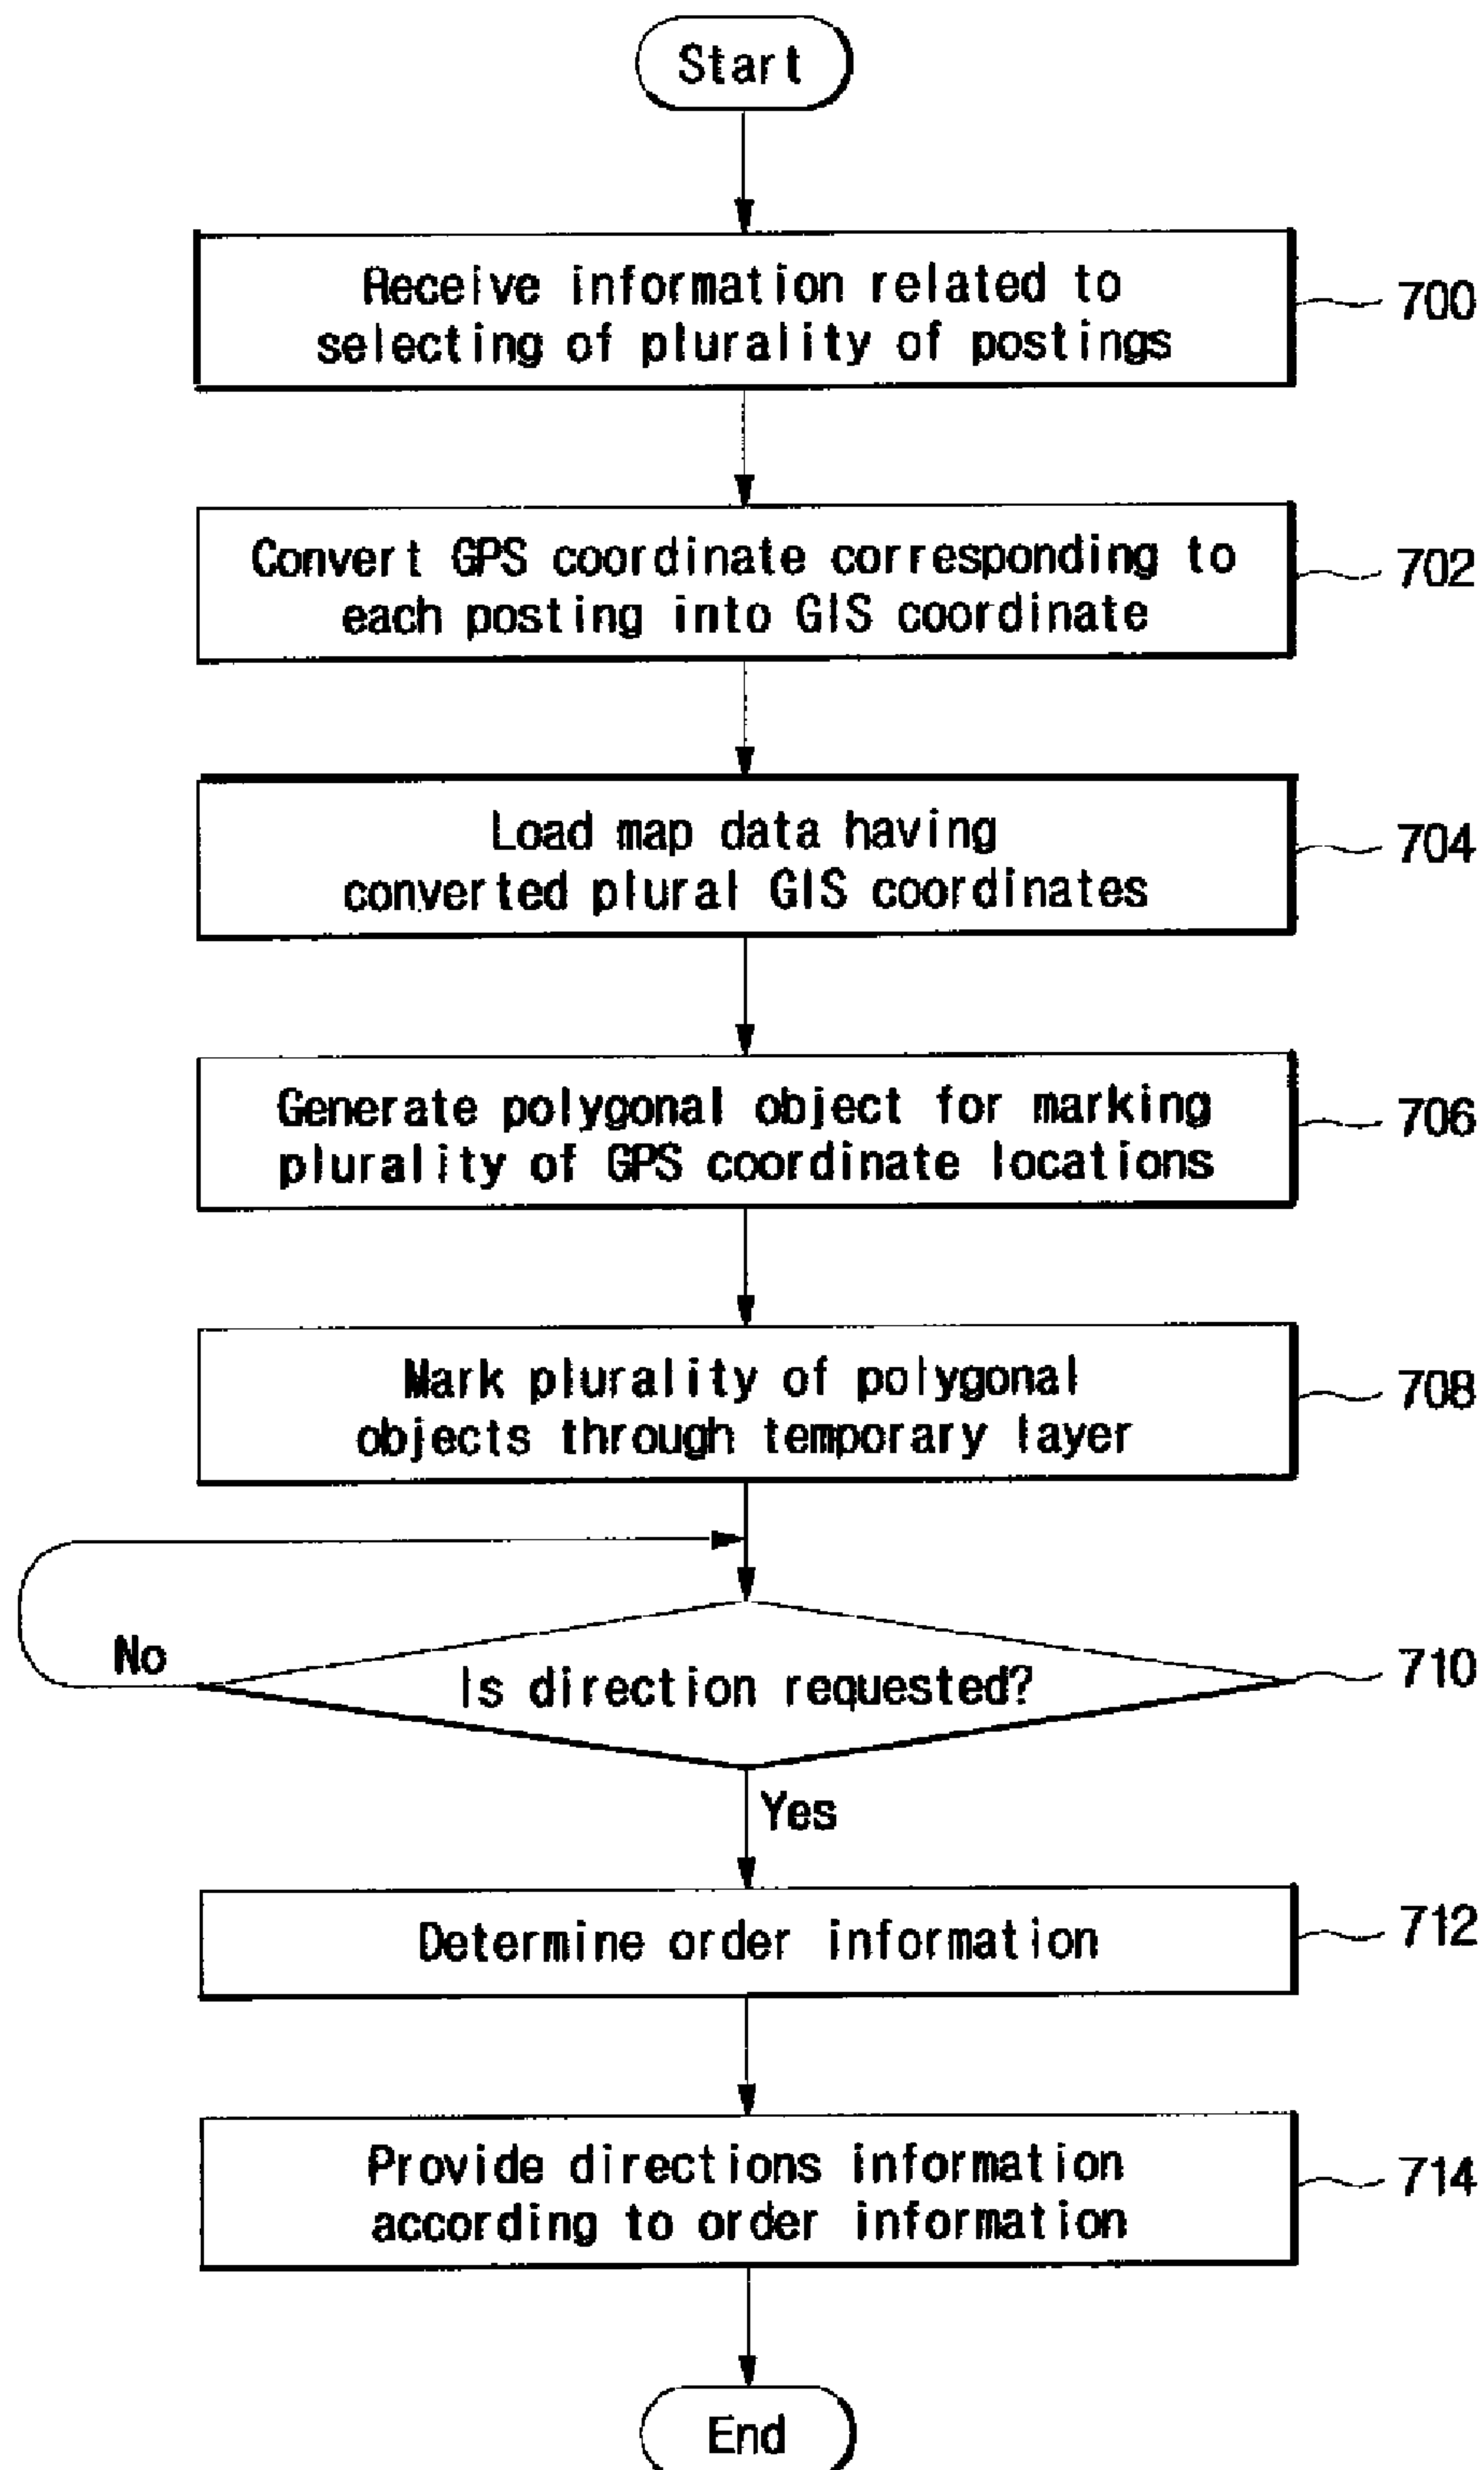 Start
Receive information related to
selecting of plurality of postings
700
Convert GPS coordinate corresponding to
each posting into GIS coordinate
702
Load map data having
converted plural GIS coordinates
704
Generate polygonal object for marking
plurality of GPS coordinate locations
706
Mark plurality of polygonal
objects through temporary layer
708
No
Is direction requested?
710
Yes
Determine order information
712
Provide directions information
according to order information
714
End